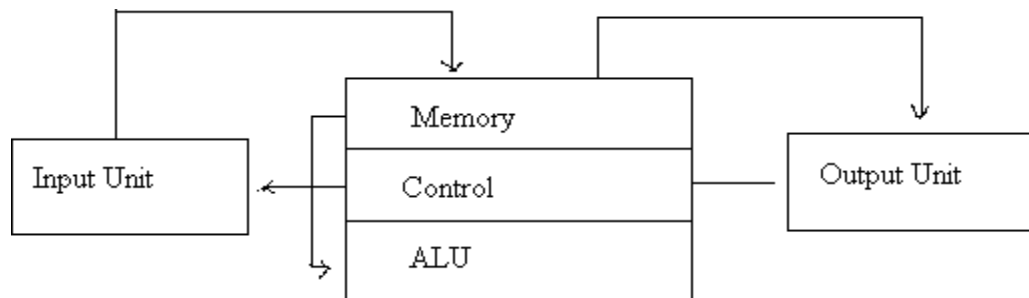 Memory
Input Unit
Control
Output Unit
ALU